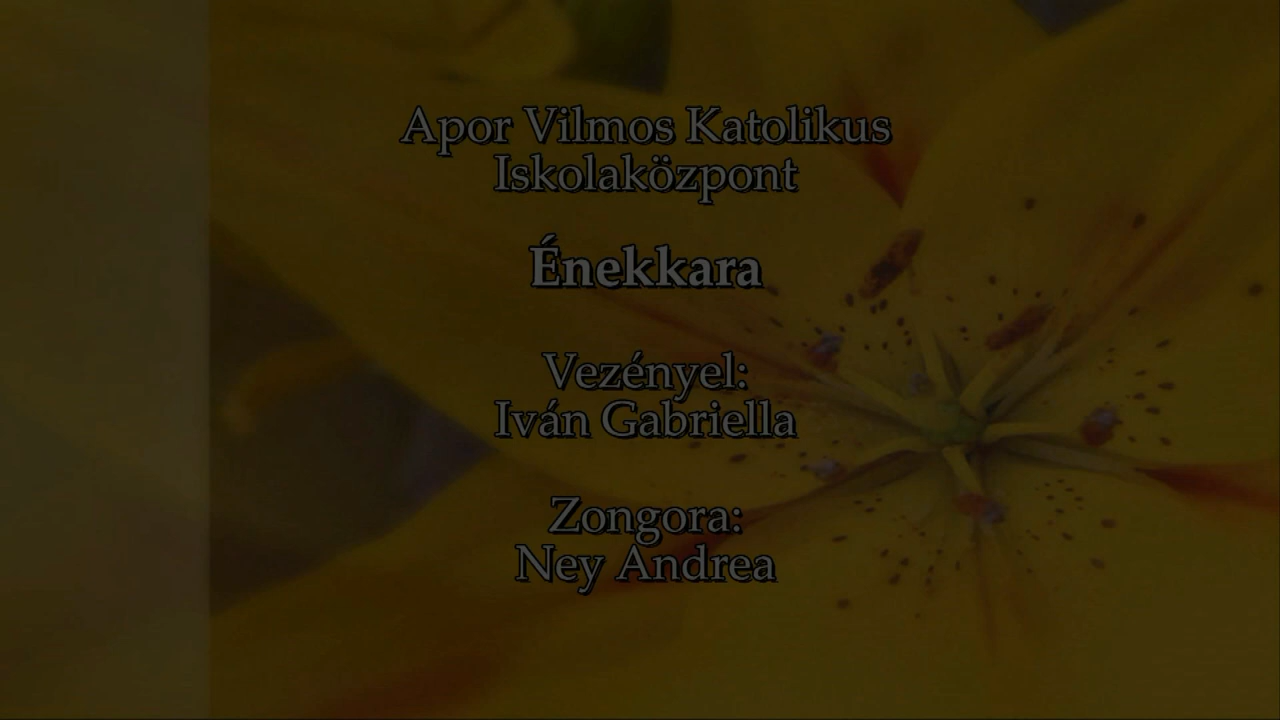 Apor Vilmos Katolikus
Iskolaközpont
Énekkara
Vezényel:
Iván Gabriella
Zongora:
Ney Andrea